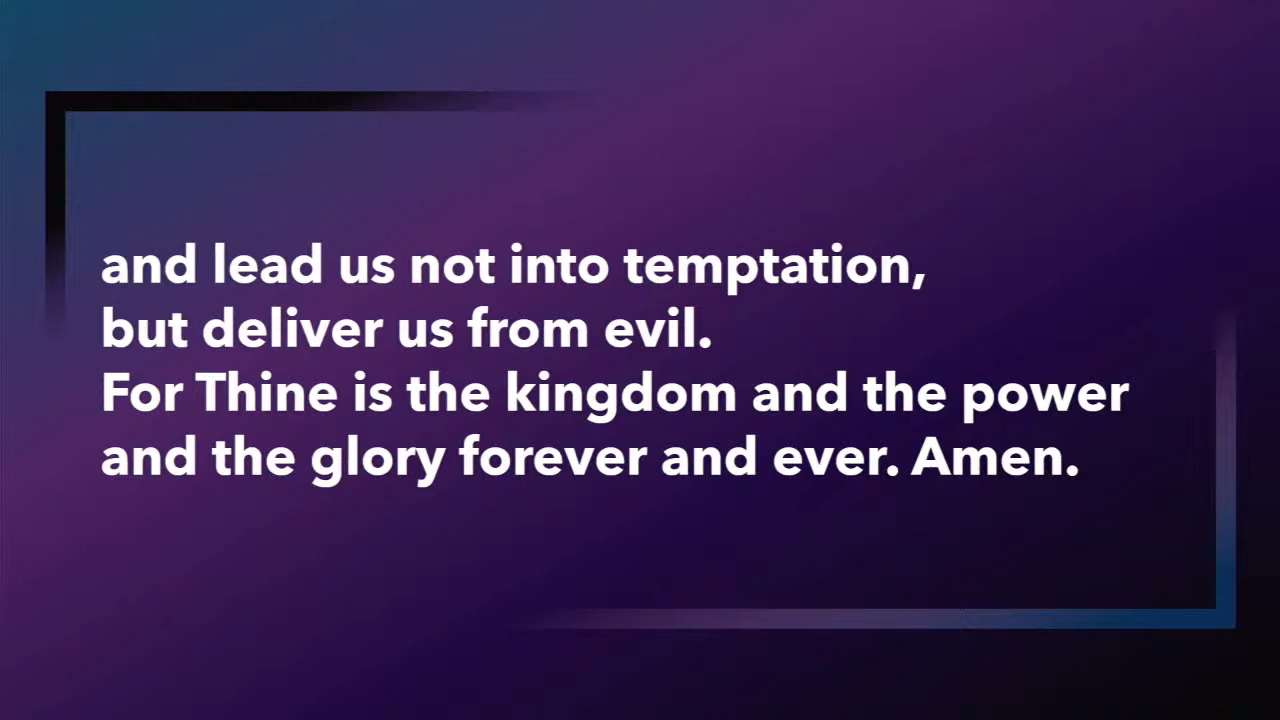 and lead us not into temptation,
but deliver us from evil.
For Thine is the kingdom and the power
and the glory forever and ever. Amen.